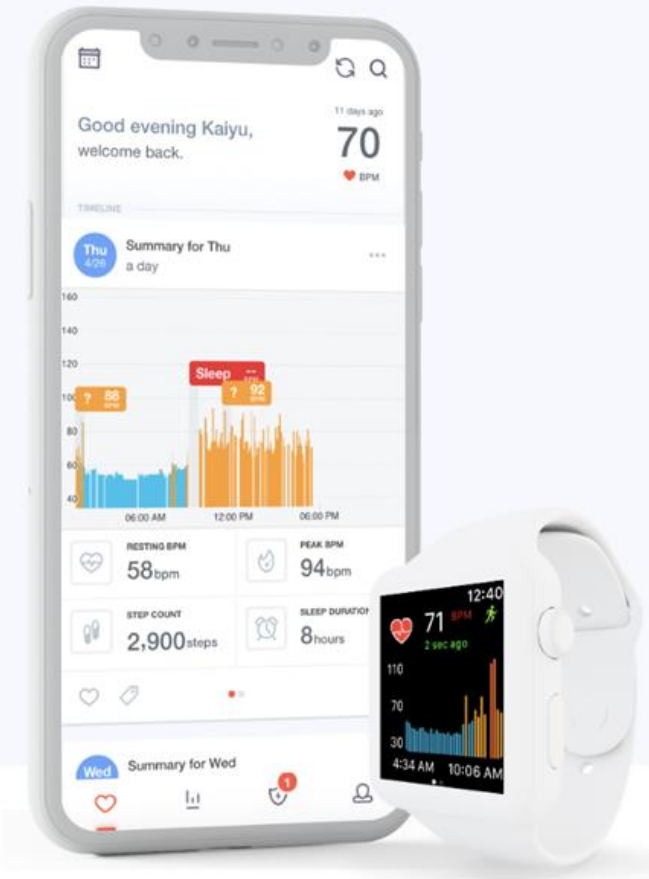 11 days ago
Good evening Kaiyu,
70
welcome back.
BPM
TIMELINE
Thu
4/26
Summary for Thu
a day
160
140
120
100
80
60
40
Sleep --
BPM
? 88
BPM
? 92
BPM
06:00 AM 12:00 PM 06:00 PM
RESTING BPM
58bpm
PEAK BPM
94bpm
STEP COUNT
2,900steps
SLEEP DURATION
8hours
Wed
Summary for Wed
1
12:40
71 BPM
2 sec ago
110
70
30
4:34 AM 10:06 AM